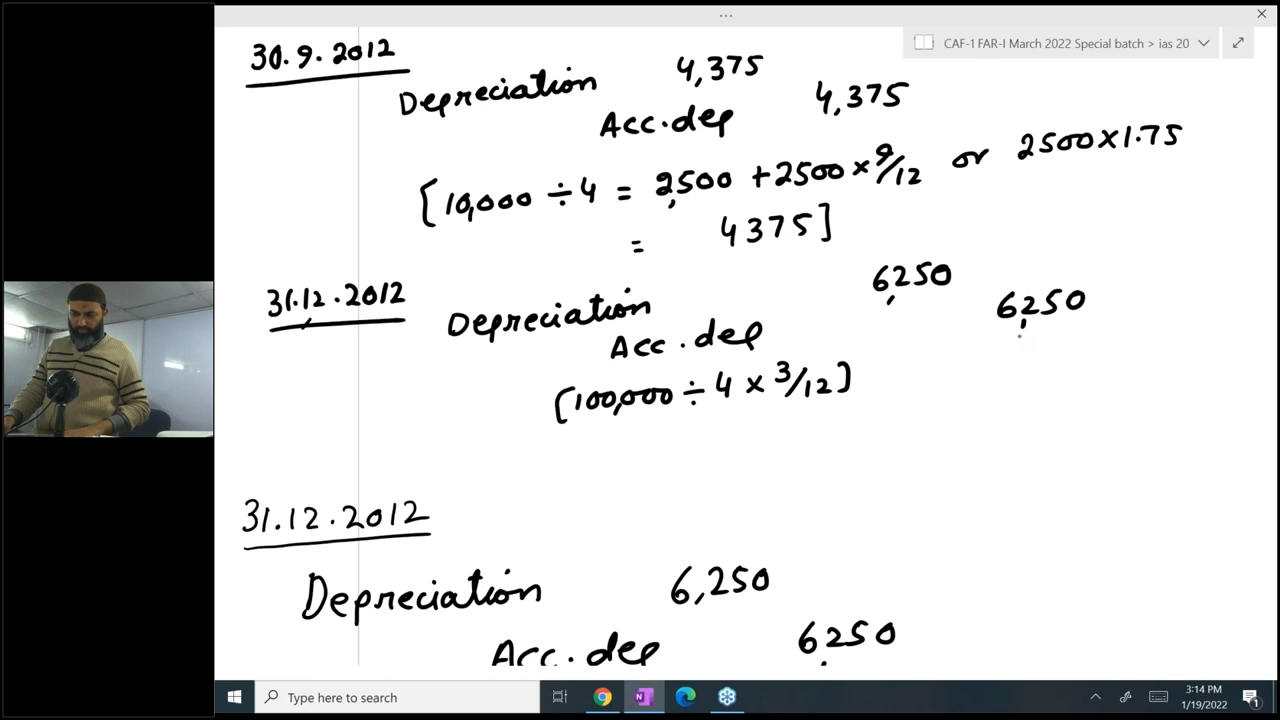 CAF-1 FAR-I March 2022 Special batch > ias 20
30.9.2012
Depreciation 4,375
Acc.dep 4,375
[10,000 ÷ 4 = 2,500 + 2500 × 9/12 or 2500 × 1.75
= 4375]
31.12.2012
Depreciation 6,250
Acc.dep 6,250
[100,000 ÷ 4 × 3/12]
31.12.2012
Depreciation 6,250
Acc.dep 6,250
Type here to search
3:14 PM
1/19/2022
1